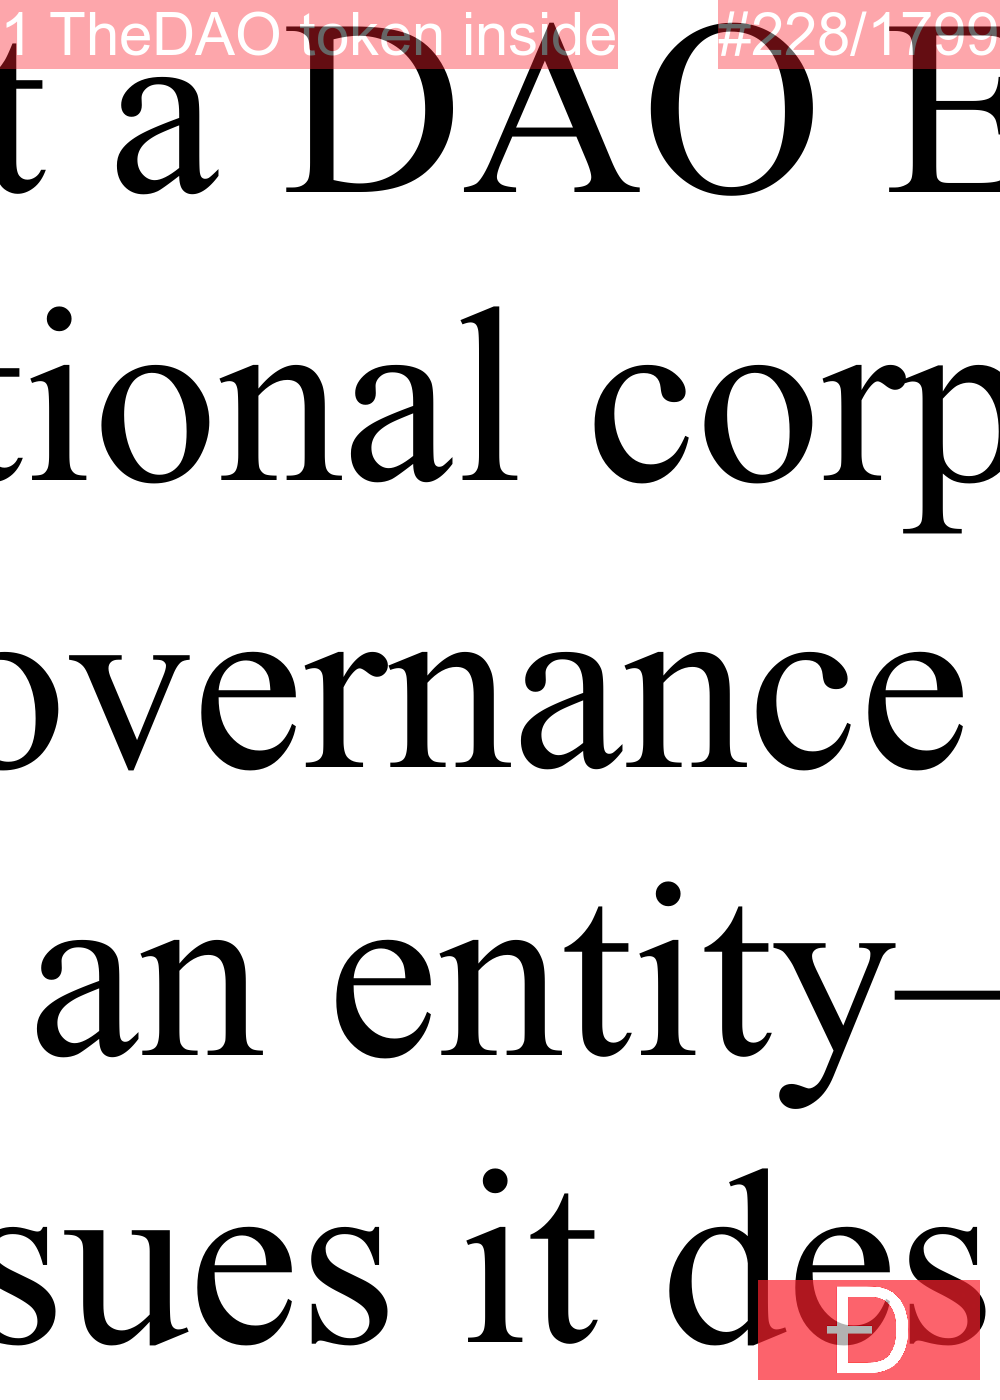 1 TheDAO token inside #228/1799
t a DAO E
tional corp
overnance
an entity—
sues it des
Đ